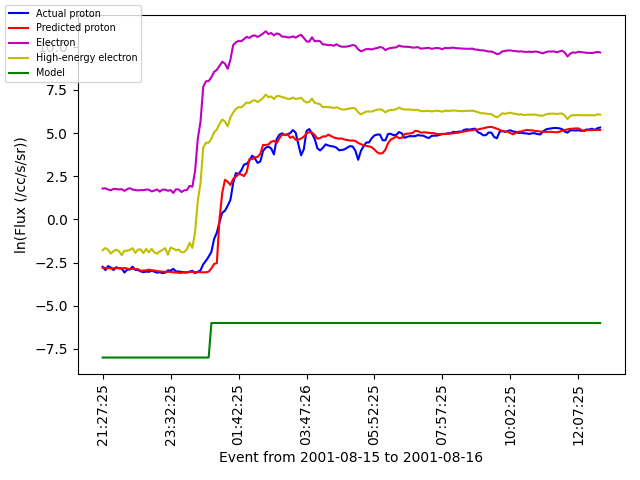 Actual proton
Predicted proton
Electron
High-energy electron
Model
10.0
7.5
5.0
2.5
0.0
−2.5
−5.0
−7.5
ln(Flux (/cc/s/sr))
21:27:25
23:32:25
01:42:25
03:47:26
05:52:25
07:57:25
10:02:25
12:07:25
Event from 2001-08-15 to 2001-08-16